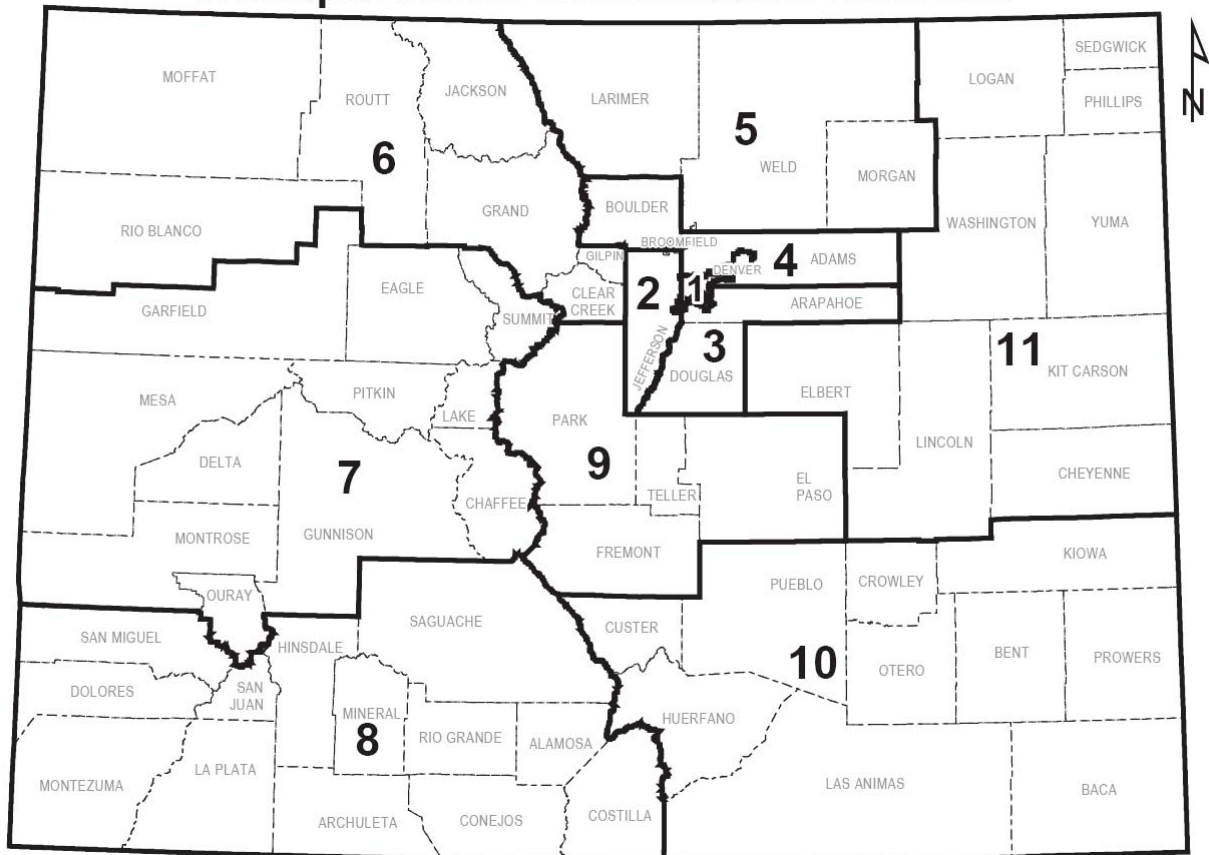 MOFFAT
ROUTT
JACKSON
LARIMER
LOGAN
SEDGWICK
PHILLIPS
N
6
5
WELD
MORGAN
RIO BLANCO
GRAND
BOULDER
WASHINGTON
YUMA
BROOMFIELD
GILPIN
EAGLE
2
1
DENVER
4
ADAMS
GARFIELD
SUMMIT
CLEAR
CREEK
ARAPAHOE
JEFFERSON
3
DOUGLAS
11
KIT CARSON
MESA
PITKIN
LAKE
PARK
ELBERT
LINCOLN
DELTA
7
9
CHEYENNE
CHAFFEE
TELLER
EL
PASO
MONTROSE
GUNNISON
FREMONT
KIOWA
OURAY
PUEBLO
CROWLEY
SAN MIGUEL
HINSDALE
SAGUACHE
CUSTER
10
OTERO
BENT
PROWERS
DOLORES
SAN
JUAN
MINERAL
8
RIO GRANDE
ALAMOSA
HUERFANO
MONTEZUMA
LA PLATA
LAS ANIMAS
BACA
ARCHULETA
CONEJOS
COSTILLA